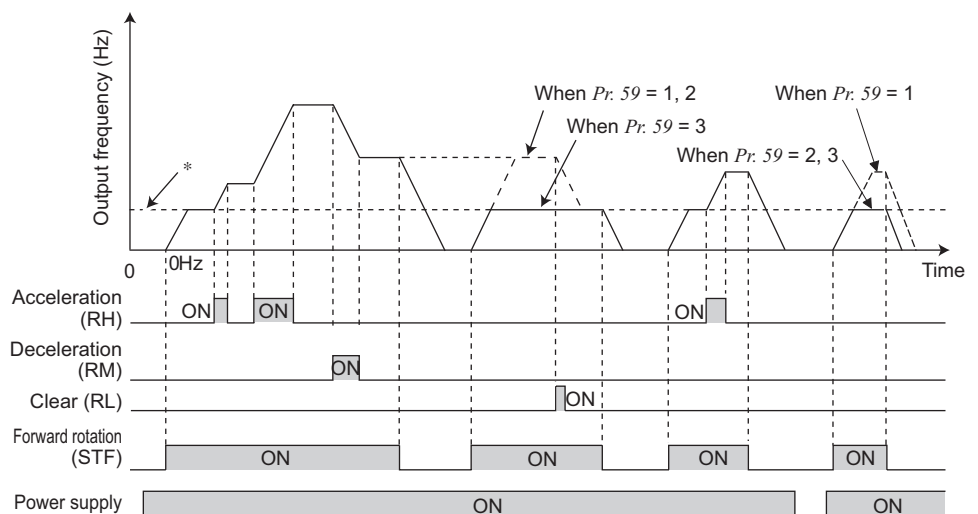 Output frequency (Hz)
When Pr. 59 = 1, 2
When Pr. 59 = 1
When Pr. 59 = 3
When Pr. 59 = 2, 3
*
0
0Hz
Time
Acceleration
(RH)
ON
ON
ON
Deceleration
(RM)
ON
Clear (RL)
ON
Forward rotation
(STF)
ON
ON
ON
ON
Power supply
ON
ON